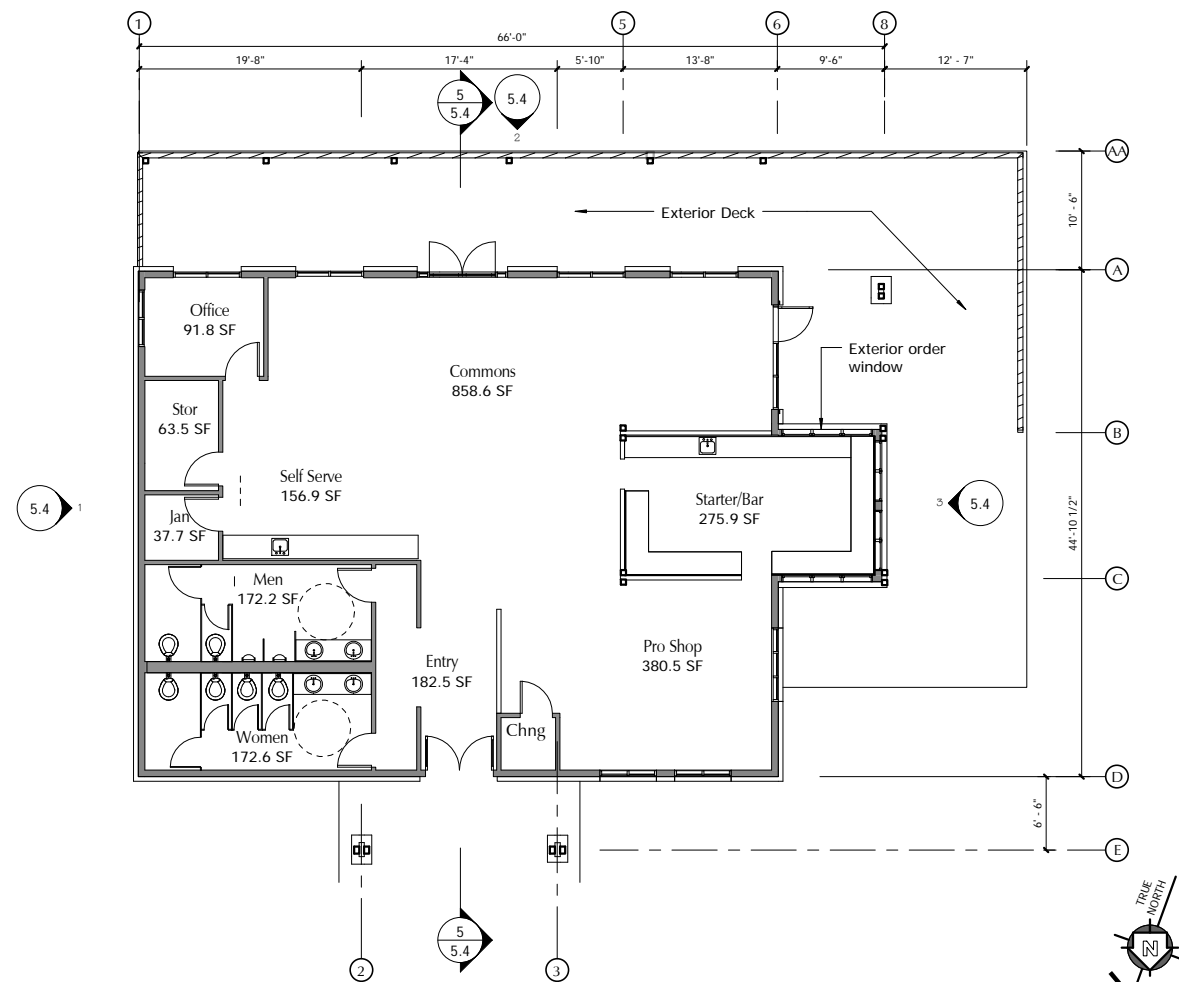 1
5
6
8
66'-0"
19'-8"
17'-4"
5'-10"
13'-8"
9'-6"
12' - 7"
5
5.4
5.4
2
AA
10' - 6"
Exterior Deck
A
Office
91.8 SF
Exterior order
window
Commons
858.6 SF
Stor
63.5 SF
B
Self Serve
156.9 SF
Starter/Bar
275.9 SF
5.4
1
3
5.4
Jan
37.7 SF
44'-10 1/2"
Men
172.2 SF
C
Entry
182.5 SF
Pro Shop
380.5 SF
Chng
Women
172.6 SF
D
6' - 6"
E
TRUE
NORTH
N
5
5.4
2
3